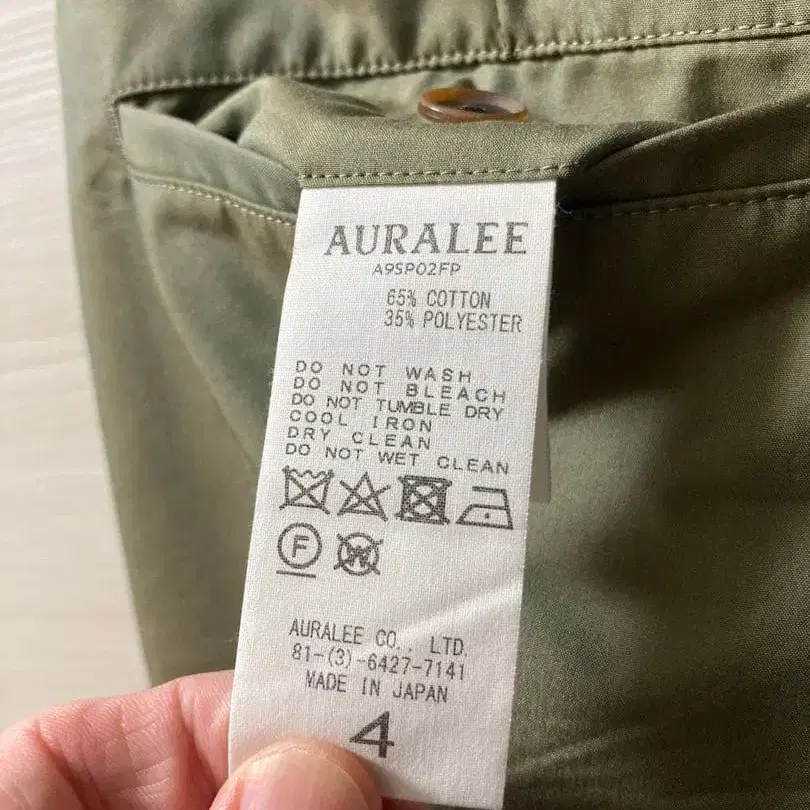 AURALEE
A9SP02FP
65% COTTON
35% POLYESTER
DO NOT WASH
DO NOT BLEACH
DO NOT TUMBLE DRY
COOL IRON
DRY CLEAN
DO NOT WET CLEAN
F W
AURALEE CO., LTD.
81-(3)-6427-7141
MADE IN JAPAN
4